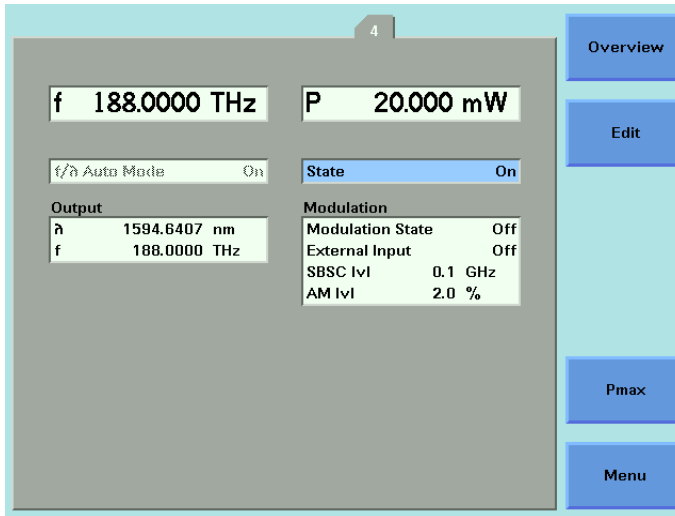 4
f 188.0000 THz
P 20.000 mW
f/λ Auto Mode On
State On
Output
λ 1594.6407 nm
f 188.0000 THz
Modulation
Modulation State Off
External Input Off
SBSC lvl 0.1 GHz
AM lvl 2.0 %
Overview
Edit
Pmax
Menu